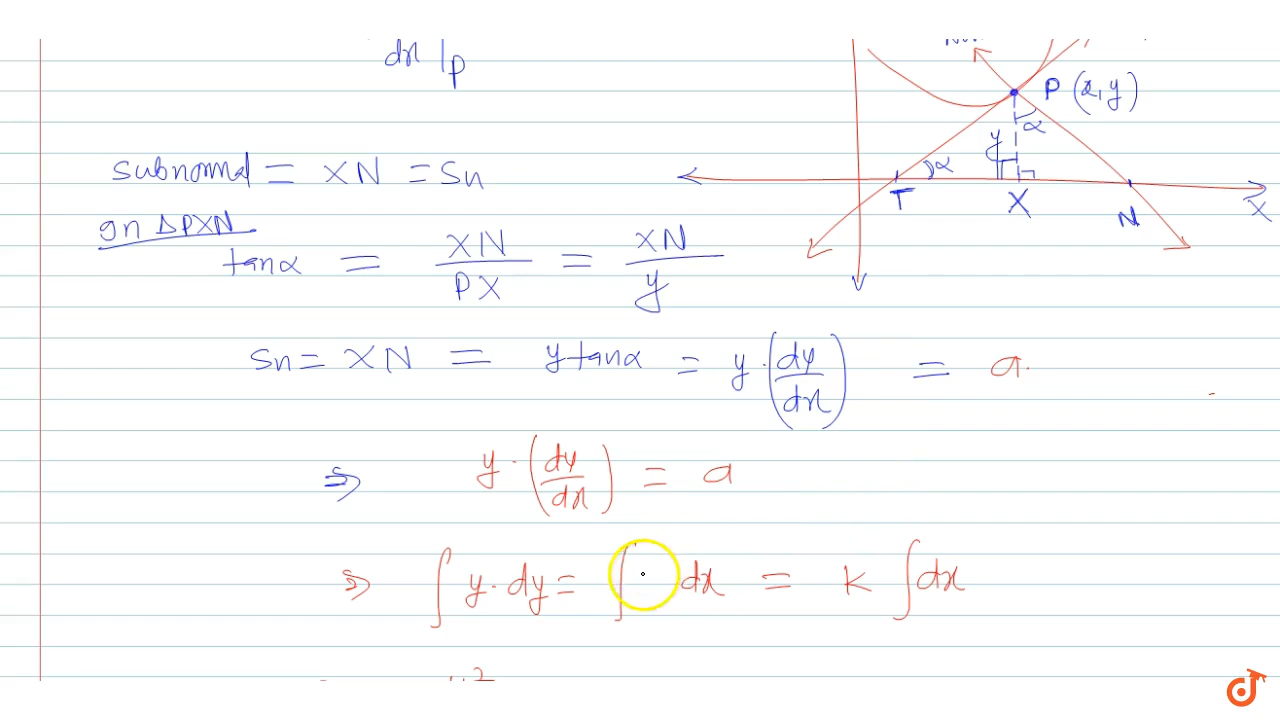 dx |p
P (x, y)
α
y
α
T
X
N
X
Subnormal = XN = Sn
gn ΔPXN
tanα = XN/PX = XN/y
Sn = XN = y tanα = y·(dy/dx) = a.
⇒ y·(dy/dx) = a
⇒ ∫ y·dy = ∫ dx = K ∫dx